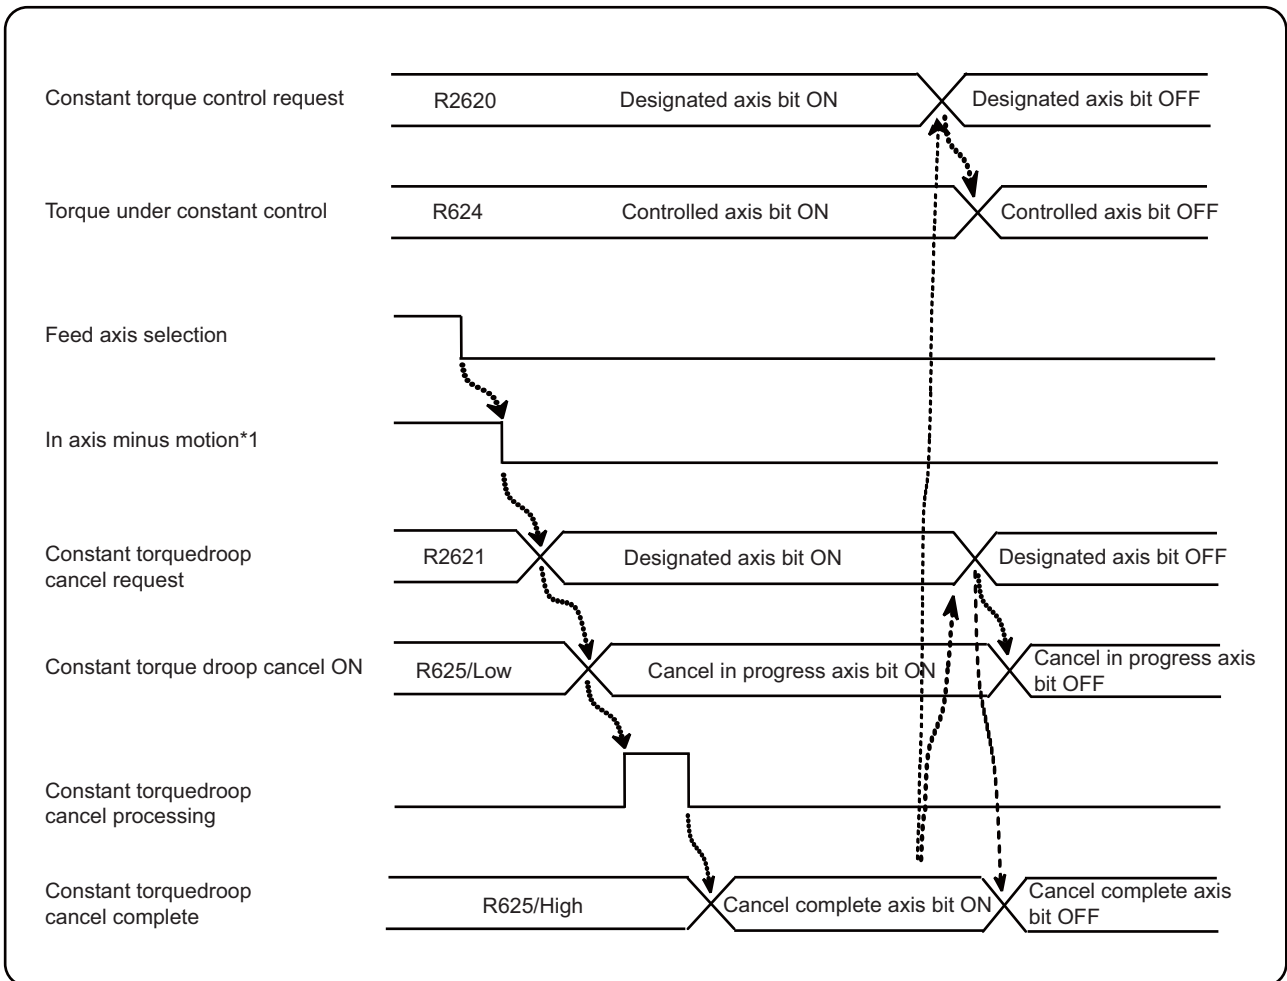 Constant torque control request
R2620
Designated axis bit ON
Designated axis bit OFF
Torque under constant control
R624
Controlled axis bit ON
Controlled axis bit OFF
Feed axis selection
In axis minus motion*1
Constant torquedroop
cancel request
R2621
Designated axis bit ON
Designated axis bit OFF
Constant torque droop cancel ON
R625/Low
Cancel in progress axis bit ON
Cancel in progress axis
bit OFF
Constant torquedroop
cancel processing
Constant torquedroop
cancel complete
R625/High
Cancel complete axis bit ON
Cancel complete axis
bit OFF